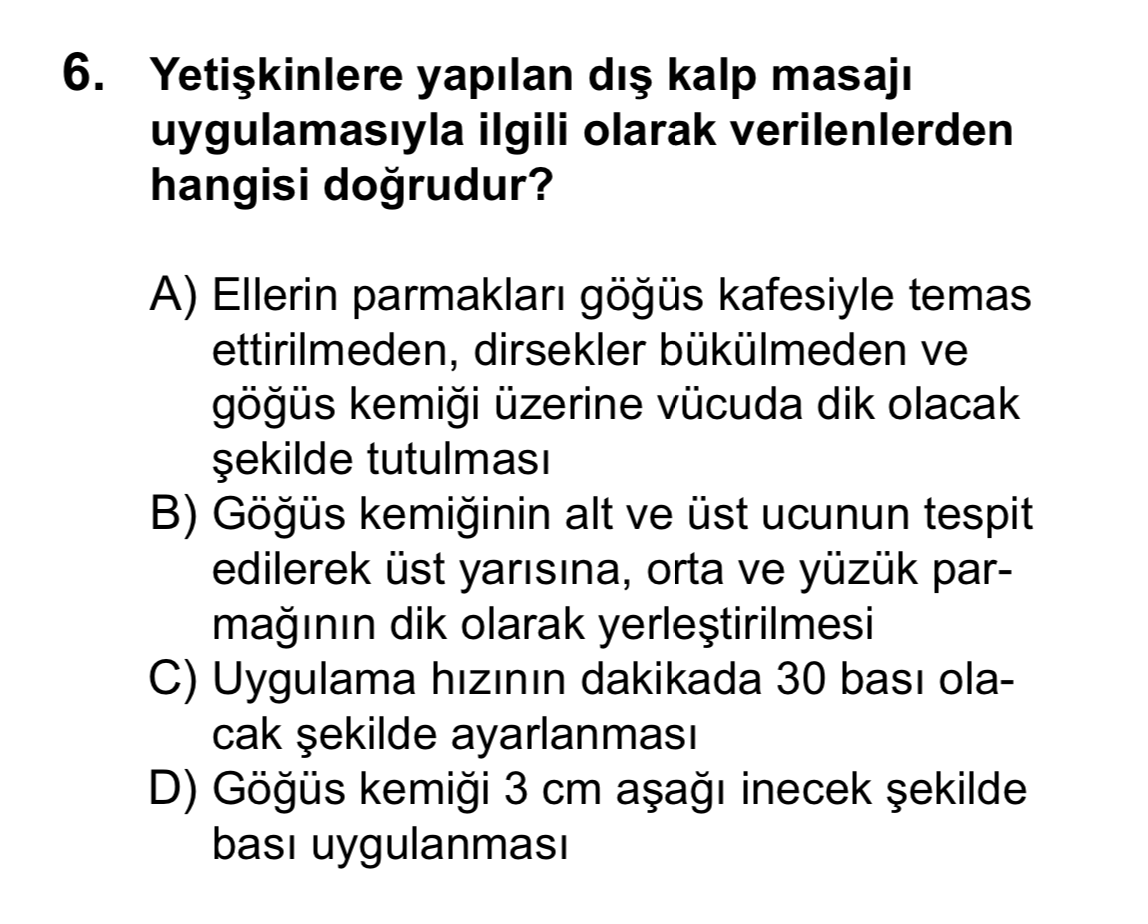 6. Yetişkinlere yapılan dış kalp masajı
uygulamasıyla ilgili olarak verilenlerden
hangisi doğrudur?
A) Ellerin parmakları göğüs kafesiyle temas
ettirilmeden, dirsekler bükülmeden ve
göğüs kemiği üzerine vücuda dik olacak
şekilde tutulması
B) Göğüs kemiğinin alt ve üst ucunun tespit
edilerek üst yarısına, orta ve yüzük par-
mağının dik olarak yerleştirilmesi
C) Uygulama hızının dakikada 30 bası ola-
cak şekilde ayarlanması
D) Göğüs kemiği 3 cm aşağı inecek şekilde
bası uygulanması